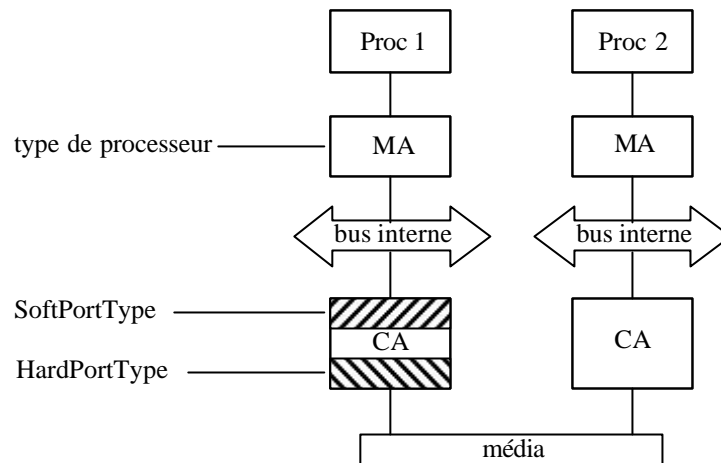 Proc 1 Proc 2
type de processeur MA MA
bus interne bus interne
SoftPortType
CA CA
HardPortType
média